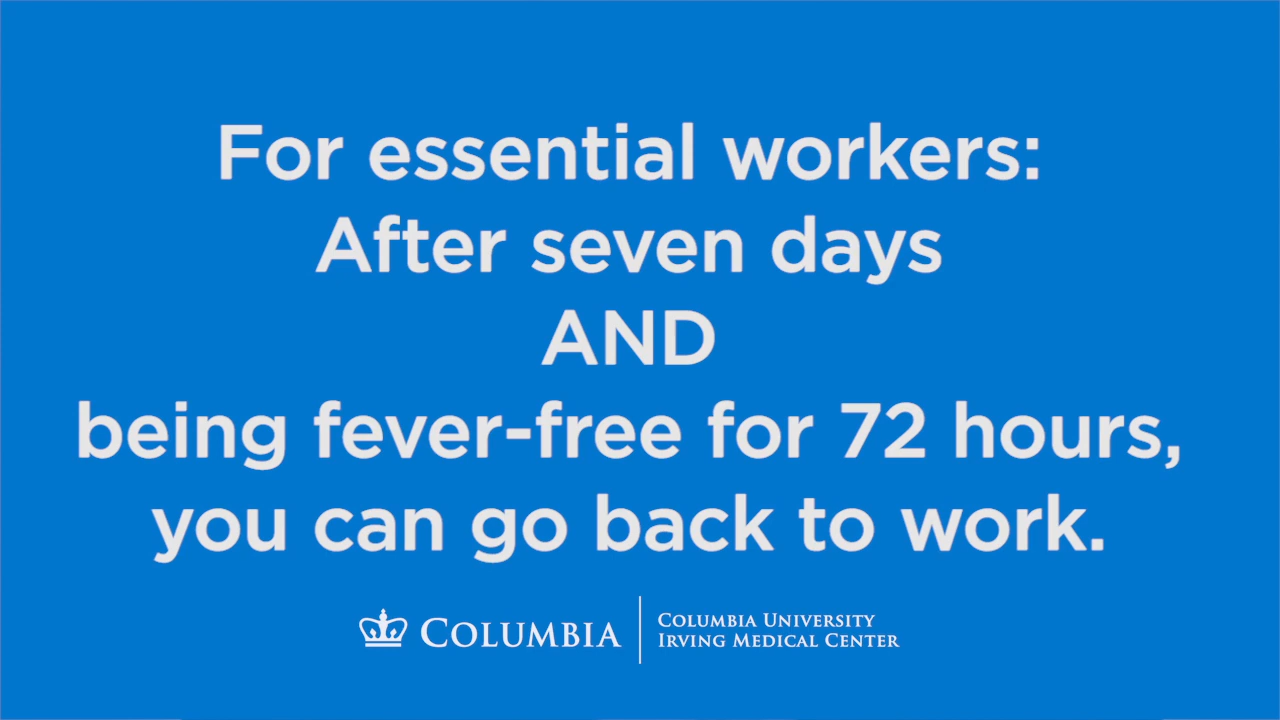 For essential workers:
After seven days
AND
being fever-free for 72 hours,
you can go back to work.
COLUMBIA
COLUMBIA UNIVERSITY
IRVING MEDICAL CENTER